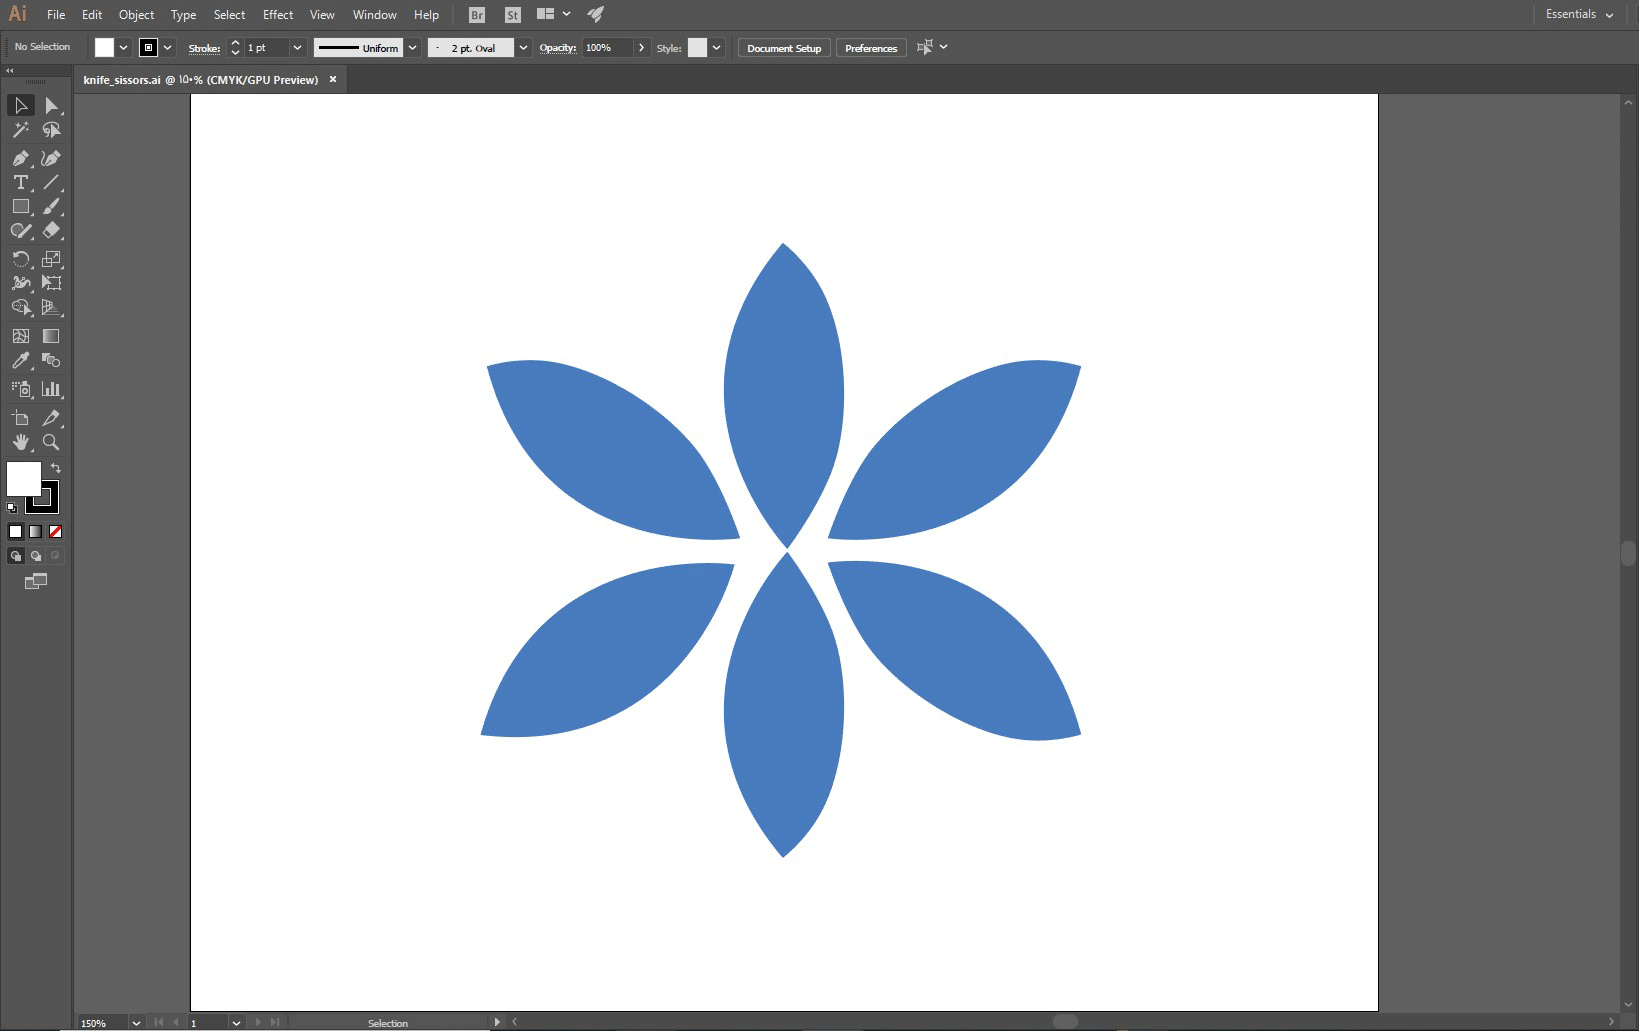 Ai File Edit Object Type Select Effect View Window Help Br St Essentials
No Selection Stroke: 1 pt Uniform 2 pt. Oval Opacity: 100% Style: Document Setup Preferences
knife_sissors.ai @ ١٥٠% (CMYK/GPU Preview) ×
150% 1 Selection